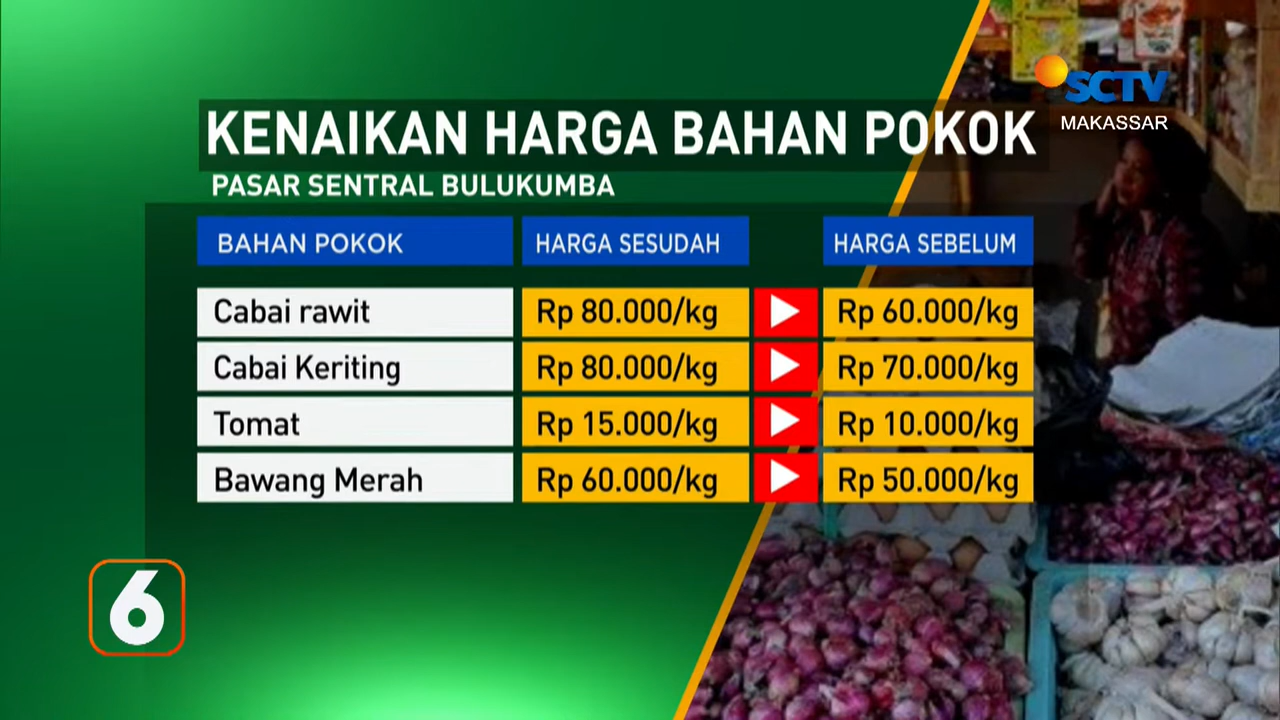 SCTV
MAKASSAR
KENAIKAN HARGA BAHAN POKOK
PASAR SENTRAL BULUKUMBA
BAHAN POKOK HARGA SESUDAH HARGA SEBELUM
Cabai rawit Rp 80.000/kg Rp 60.000/kg
Cabai Keriting Rp 80.000/kg Rp 70.000/kg
Tomat Rp 15.000/kg Rp 10.000/kg
Bawang Merah Rp 60.000/kg Rp 50.000/kg
6